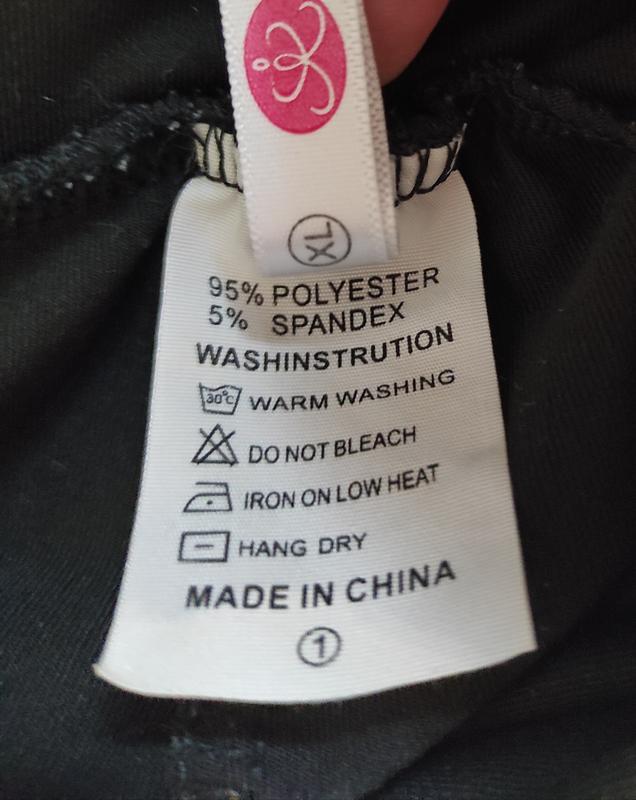 XL
95% POLYESTER
5% SPANDEX
WASHINSTRUTION
30°C WARM WASHING
DO NOT BLEACH
IRON ON LOW HEAT
HANG DRY
MADE IN CHINA
1